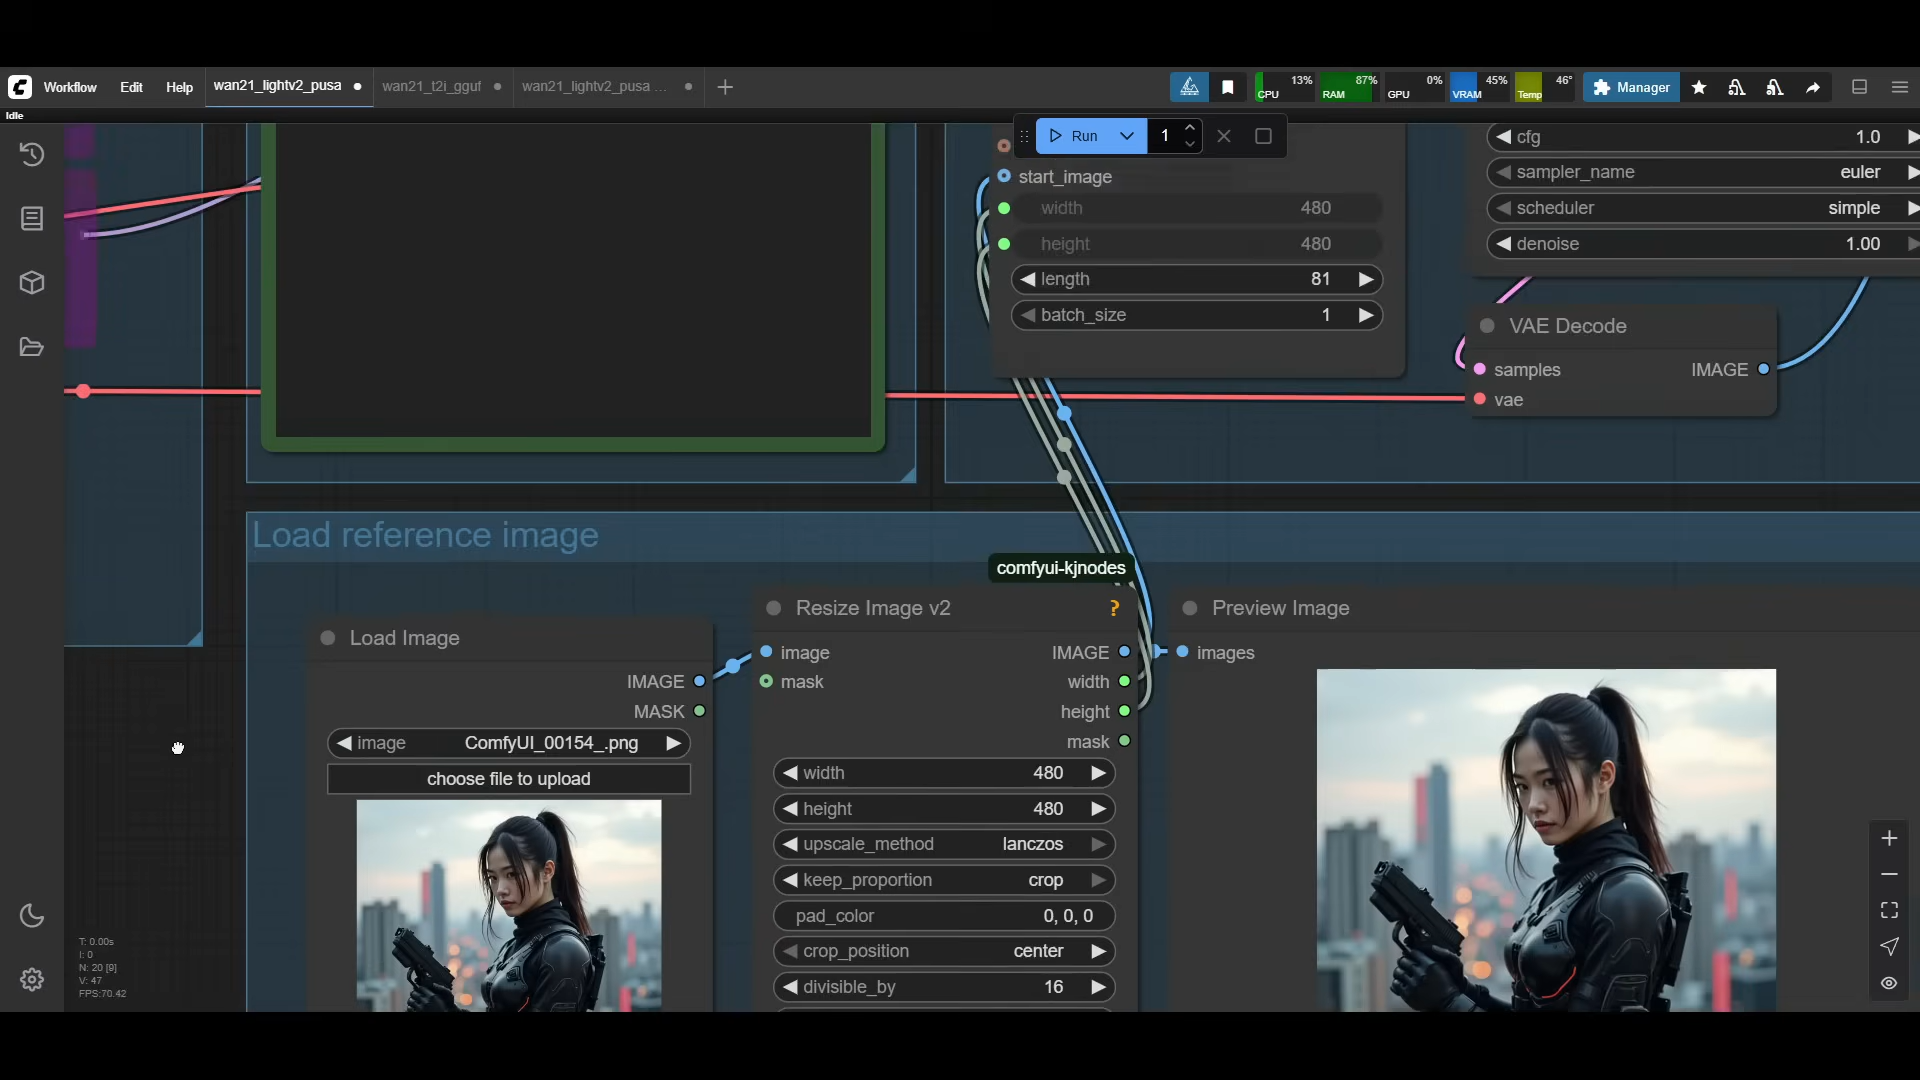 Workflow Edit Help wan21_lightv2_pusa wan21_t2i_gguf wan21_lightv2_pusa ...
CPU 13% RAM 87% GPU 0% VRAM 45% Temp 46° Manager
Idle
Run 1
start_image
width 480
height 480
length 81
batch_size 1
cfg 1.0
sampler_name euler
scheduler simple
denoise 1.00
VAE Decode
samples IMAGE
vae
Load reference image
comfyui-kjnodes
Load Image
IMAGE
MASK
image ComfyUI_00154_.png
choose file to upload
Resize Image v2 ?
image IMAGE
mask width
height
mask
width 480
height 480
upscale_method lanczos
keep_proportion crop
pad_color 0, 0, 0
crop_position center
divisible_by 16
Preview Image
images
T: 0.00s
I: 0
N: 20 [9]
V: 47
FPS:70.42